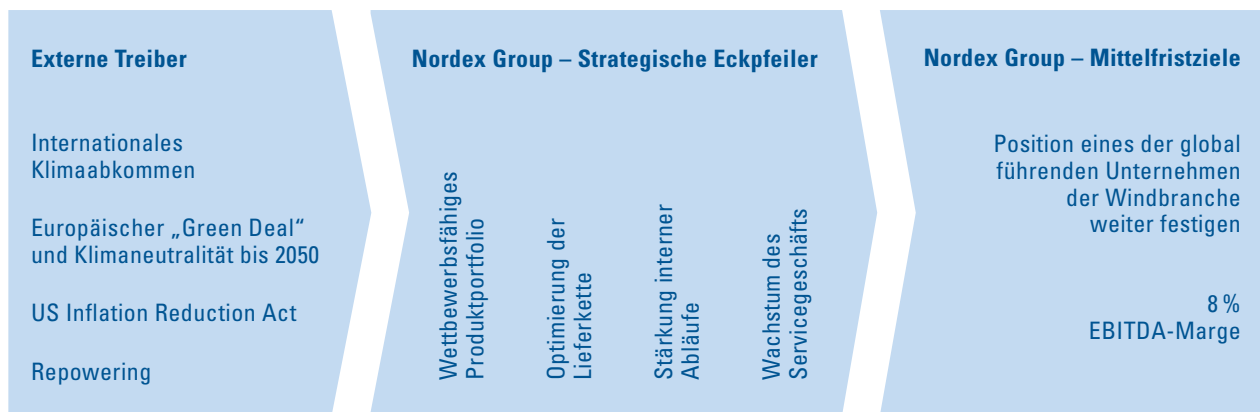 Externe Treiber
Internationales
Klimaabkommen
Europäischer „Green Deal“
und Klimaneutralität bis 2050
US Inflation Reduction Act
Repowering
Nordex Group – Strategische Eckpfeiler
Wettbewerbsfähiges
Produktportfolio
Optimierung der
Lieferkette
Stärkung interner
Abläufe
Wachstum des
Servicegeschäfts
Nordex Group – Mittelfristziele
Position eines der global
führenden Unternehmen
der Windbranche
weiter festigen
8 %
EBITDA-Marge